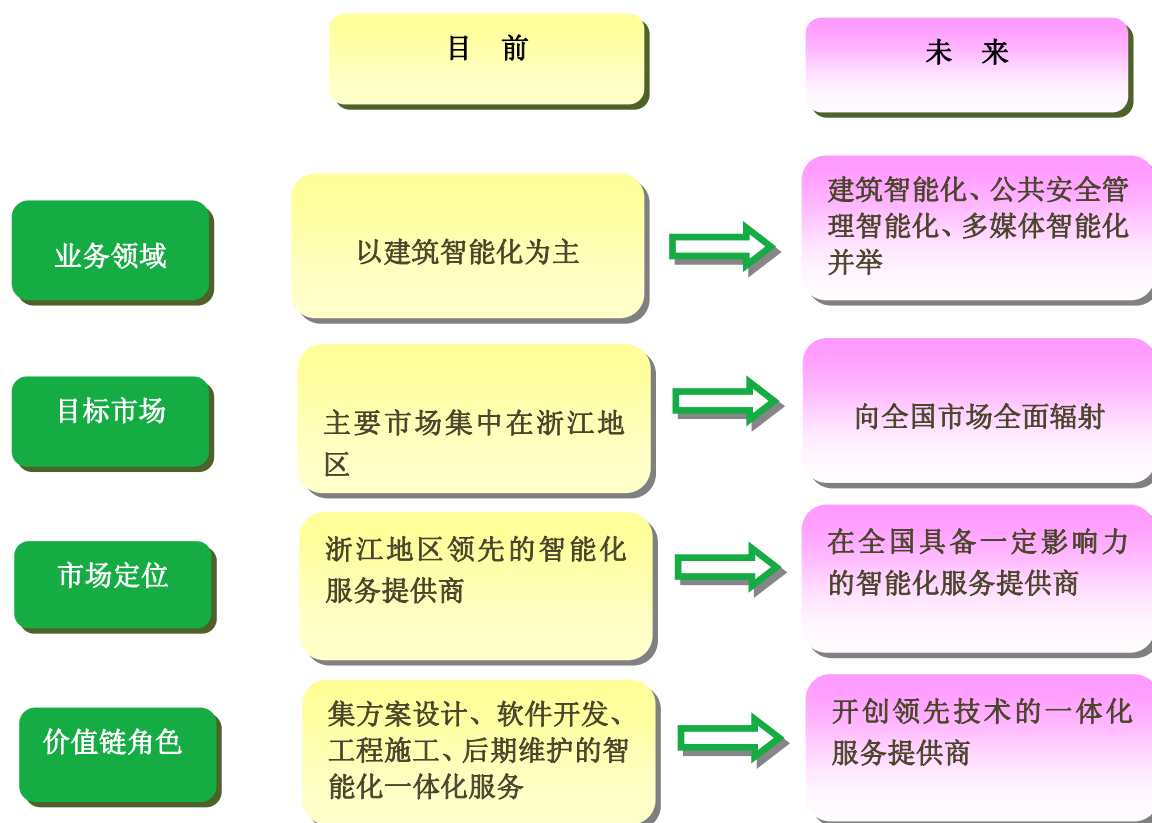 目 前
未 来
业务领域
以建筑智能化为主
建筑智能化、公共安全管
理智能化、多媒体智能化
并举
目标市场
主要市场集中在浙江地
区
向全国市场全面辐射
市场定位
浙江地区领先的智能化
服务提供商
在全国具备一定影响力
的智能化服务提供商
价值链角色
集方案设计、软件开发、
工程施工、后期维护的智
能化一体化服务
开创领先技术的一体化
服务提供商